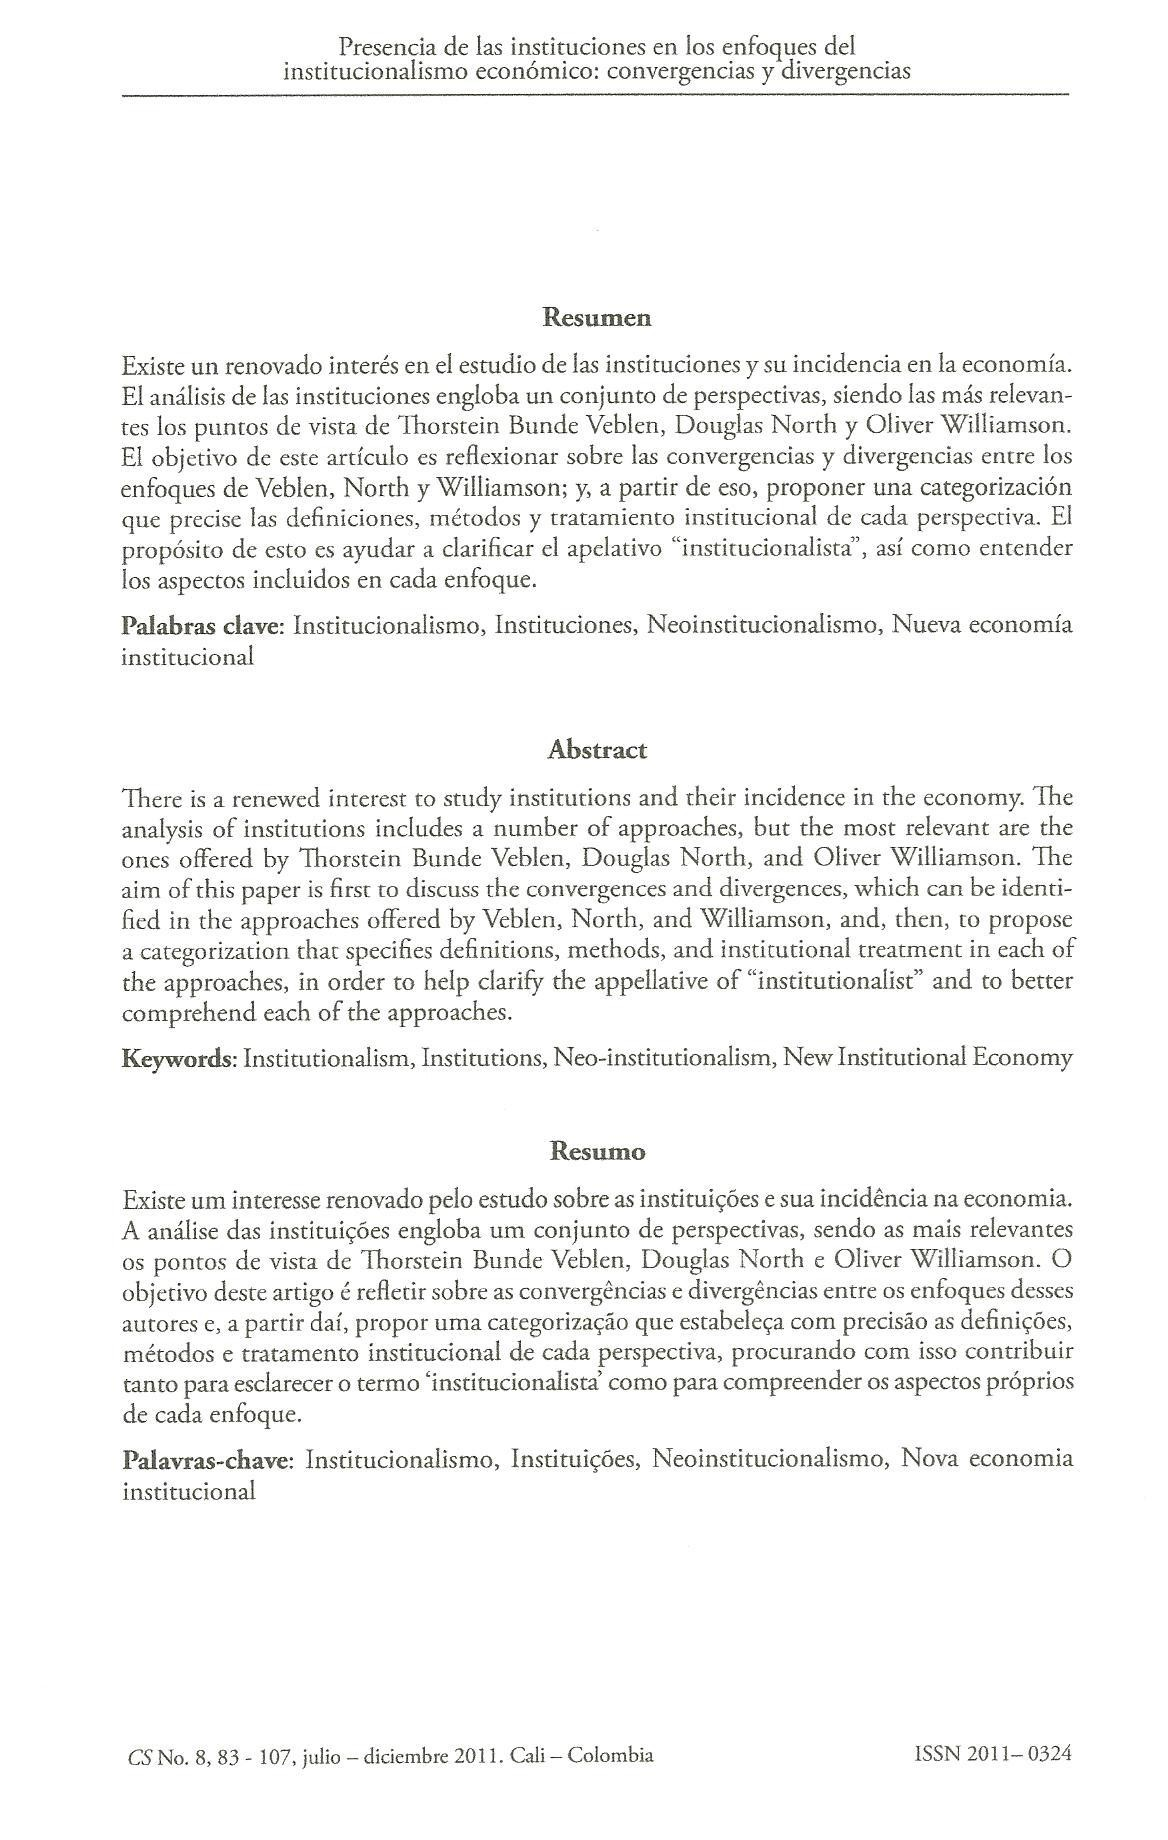 Presencia de las instituciones en los enfoques del
institucionalismo económico: convergencias y divergencias
Resumen
Existe un renovado interés en el estudio de las instituciones y su incidencia en la economía.
El análisis de las instituciones engloba un conjunto de perspectivas, siendo las más relevan-
tes los puntos de vista de Thorstein Bunde Veblen, Douglas North y Oliver Williamson.
El objetivo de este artículo es reflexionar sobre las convergencias y divergencias entre los
enfoques de Veblen, North y Williamson; y, a partir de eso, proponer una categorización
que precise las definiciones, métodos y tratamiento institucional de cada perspectiva. El
propósito de esto es ayudar a clarificar el apelativo “institucionalista”, así como entender
los aspectos incluidos en cada enfoque.
Palabras clave: Institucionalismo, Instituciones, Neoinstitucionalismo, Nueva economía
institucional
Abstract
There is a renewed interest to study institutions and their incidence in the economy. The
analysis of institutions includes a number of approaches, but the most relevant are the
ones offered by Thorstein Bunde Veblen, Douglas North, and Oliver Williamson. The
aim of this paper is first to discuss the convergences and divergences, which can be identi-
fied in the approaches offered by Veblen, North, and Williamson, and, then, to propose
a categorization that specifies definitions, methods, and institutional treatment in each of
the approaches, in order to help clarify the appellative of “institutionalist” and to better
comprehend each of the approaches.
Keywords: Institutionalism, Institutions, Neo-institutionalism, New Institutional Economy
Resumo
Existe um interesse renovado pelo estudo sobre as instituições e sua incidência na economia.
A análise das instituições engloba um conjunto de perspectivas, sendo as mais relevantes
os pontos de vista de Thorstein Bunde Veblen, Douglas North e Oliver Williamson. O
objetivo deste artigo é refletir sobre as convergências e divergências entre os enfoques desses
autores e, a partir daí, propor uma categorização que estabeleça com precisão as definições,
métodos e tratamento institucional de cada perspectiva, procurando com isso contribuir
tanto para esclarecer o termo ‘institucionalista’ como para compreender os aspectos próprios
de cada enfoque.
Palavras-chave: Institucionalismo, Instituições, Neoinstitucionalismo, Nova economia
institucional
CS No. 8, 83 - 107, julio – diciembre 2011. Cali – Colombia
ISSN 2011– 0324